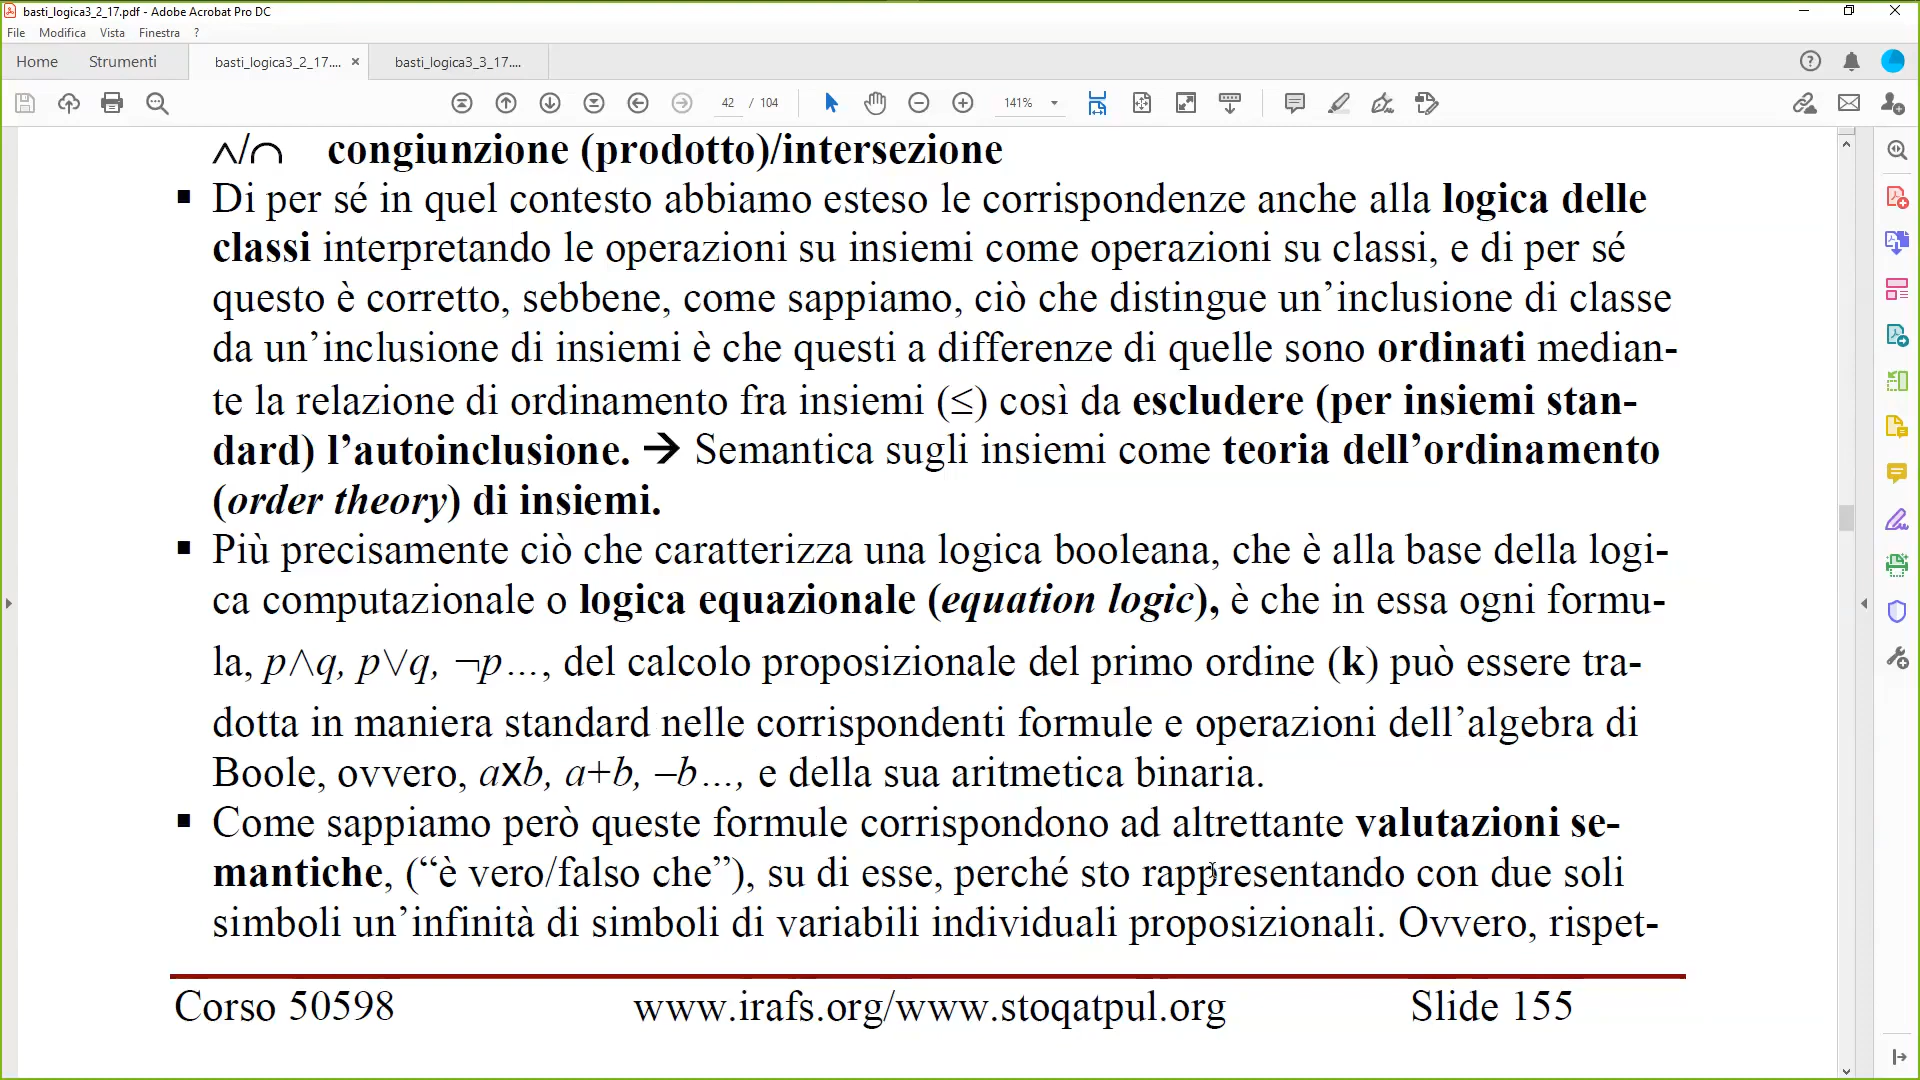 basti_logica3_2_17.pdf - Adobe Acrobat Pro DC
File Modifica Vista Finestra ?
Home Strumenti basti_logica3_2_17.... × basti_logica3_3_17....
42 / 104 141%
∧/∩ congiunzione (prodotto)/intersezione
▪ Di per sé in quel contesto abbiamo esteso le corrispondenze anche alla logica delle
classi interpretando le operazioni su insiemi come operazioni su classi, e di per sé
questo è corretto, sebbene, come sappiamo, ciò che distingue un’inclusione di classe
da un’inclusione di insiemi è che questi a differenze di quelle sono ordinati median-
te la relazione di ordinamento fra insiemi (≤) così da escludere (per insiemi stan-
dard) l’autoinclusione. → Semantica sugli insiemi come teoria dell’ordinamento
(order theory) di insiemi.
▪ Più precisamente ciò che caratterizza una logica booleana, che è alla base della logi-
ca computazionale o logica equazionale (equation logic), è che in essa ogni formu-
la, p∧q, p∨q, ¬p…, del calcolo proposizionale del primo ordine (k) può essere tra-
dotta in maniera standard nelle corrispondenti formule e operazioni dell’algebra di
Boole, ovvero, axb, a+b, –b…, e della sua aritmetica binaria.
▪ Come sappiamo però queste formule corrispondono ad altrettante valutazioni se-
mantiche, (“è vero/falso che”), su di esse, perché sto rappresentando con due soli
simboli un’infinità di simboli di variabili individuali proposizionali. Ovvero, rispet-
Corso 50598 www.irafs.org/www.stoqatpul.org Slide 155